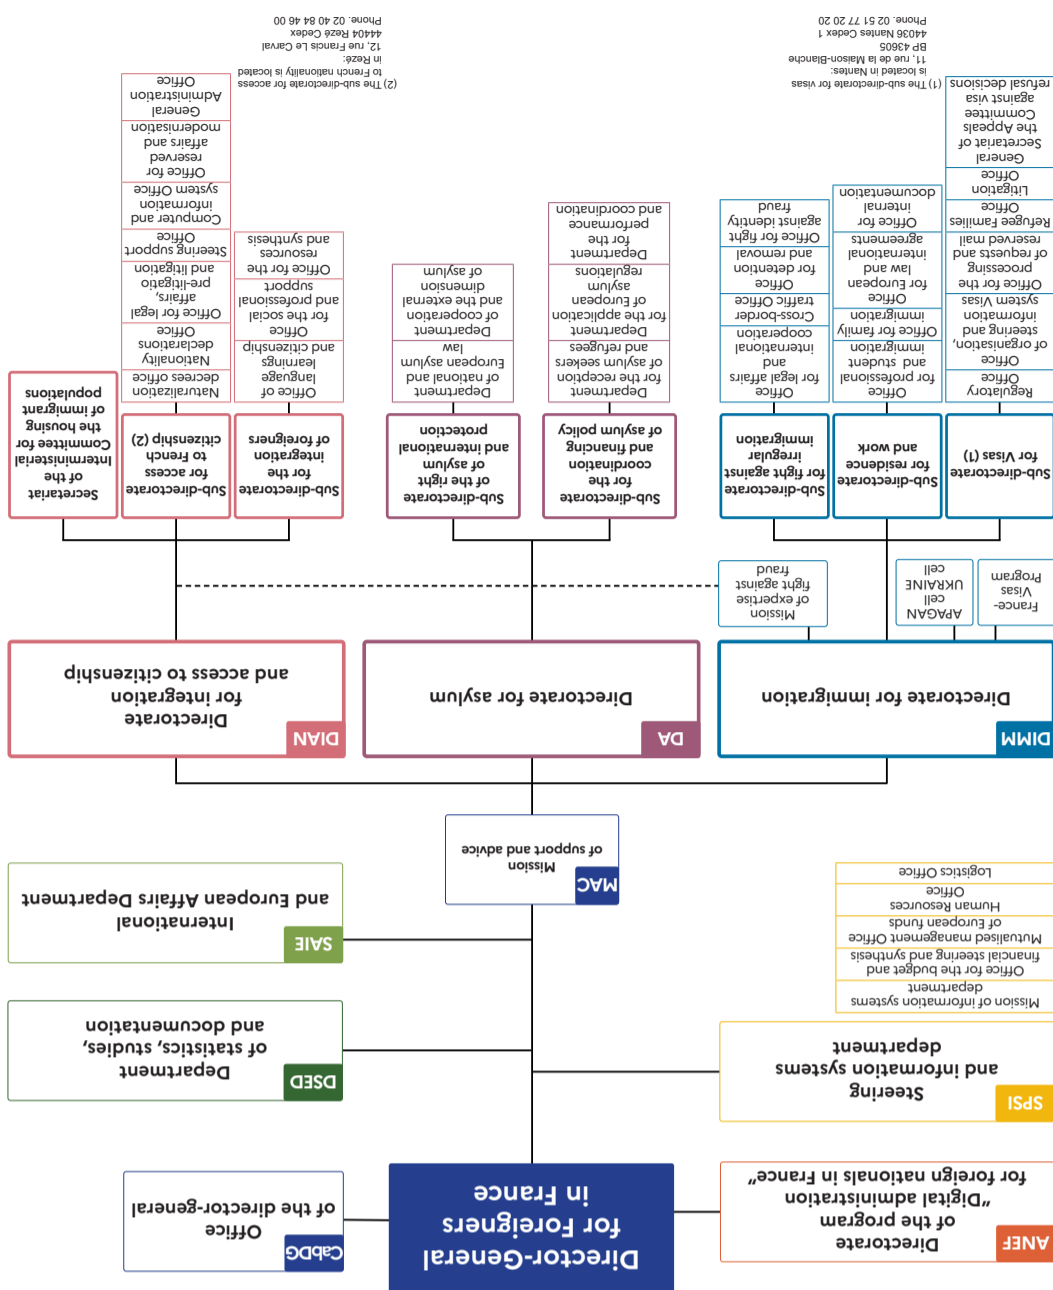 ANEF
Directorate
of the program
"Digital administration
for foreign nationals in France"
Director-General
for Foreigners
in France
CabDG
Office
of the director-general
SPSI
Steering
and information systems
department
Mission of information systems
department
Office for the budget and
financial steering and synthesis
Mutualised management Office
of European funds
Human Resources
Office
Logistics Office
DSED
Department
of statistics, studies,
and documentation
SAIE
International
and European Affairs Department
MAC
Mission
of support and advice
DIMM
Directorate for immigration
DA
Directorate for asylum
DIAN
Directorate
for integration
and access to citizenship
France-
Visas
Program
APAGAN
cell
UKRAINE
cell
Mission
of expertise
fight against
fraud
Sub-directorate
for Visas (1)
Regulatory
Office
Office
of organisation,
steering and
information
system Visas
Office for the
processing
of requests and
reserved mail
Refugee Families
Office
Litigation
Office
General
Secretariat of
the Appeals
Committee
against visa
refusal decisions
Sub-directorate
for residence
and work
Office
for professional
and student
immigration
Office for family
immigration
Office
for European
law and
international
agreements
Office for
internal
documentation
Sub-directorate
for fight against
irregular
immigration
Office
for legal affairs
and
international
cooperation
Cross-border
traffic Office
Office
for detention
and removal
Office for fight
against identity
fraud
Sub-directorate
for the
coordination
and financing
of asylum policy
Department
for the reception
of asylum seekers
and refugees
Department
for the application
of European
asylum
regulations
Department
for the
performance
and coordination
Sub-directorate
of the right
of asylum
and international
protection
Department
of national and
European asylum
law
Department
of cooperation
and the external
dimension
of asylum
Sub-directorate
for the
integration
of foreigners
Office of
language
learnings
and citizenship
Office
for the social
and professional
support
Office for the
resources
and synthesis
Sub-directorate
for access
to French
citizenship (2)
Naturalization
decrees office
Nationality
declarations
Office
Office for legal
affairs,
pre-litigatio
and litigation
Steering support
Office
Computer and
information
system Office
Office for
reserved
affairs and
modernisation
General
Administration
Office
Secretariat
of the
Interministerial
Committee for
the housing
of immigrant
populations
(1) The sub-directorate for visas
is located in Nantes:
11, rue de la Maison-Blanche
BP 43605
44036 Nantes Cedex 1
Phone. 02 51 77 20 20
(2) The sub-directorate for access
to French nationality is located
in Rezé:
12, rue Francis Le Carval
44404 Rezé Cedex
Phone. 02 40 84 46 00